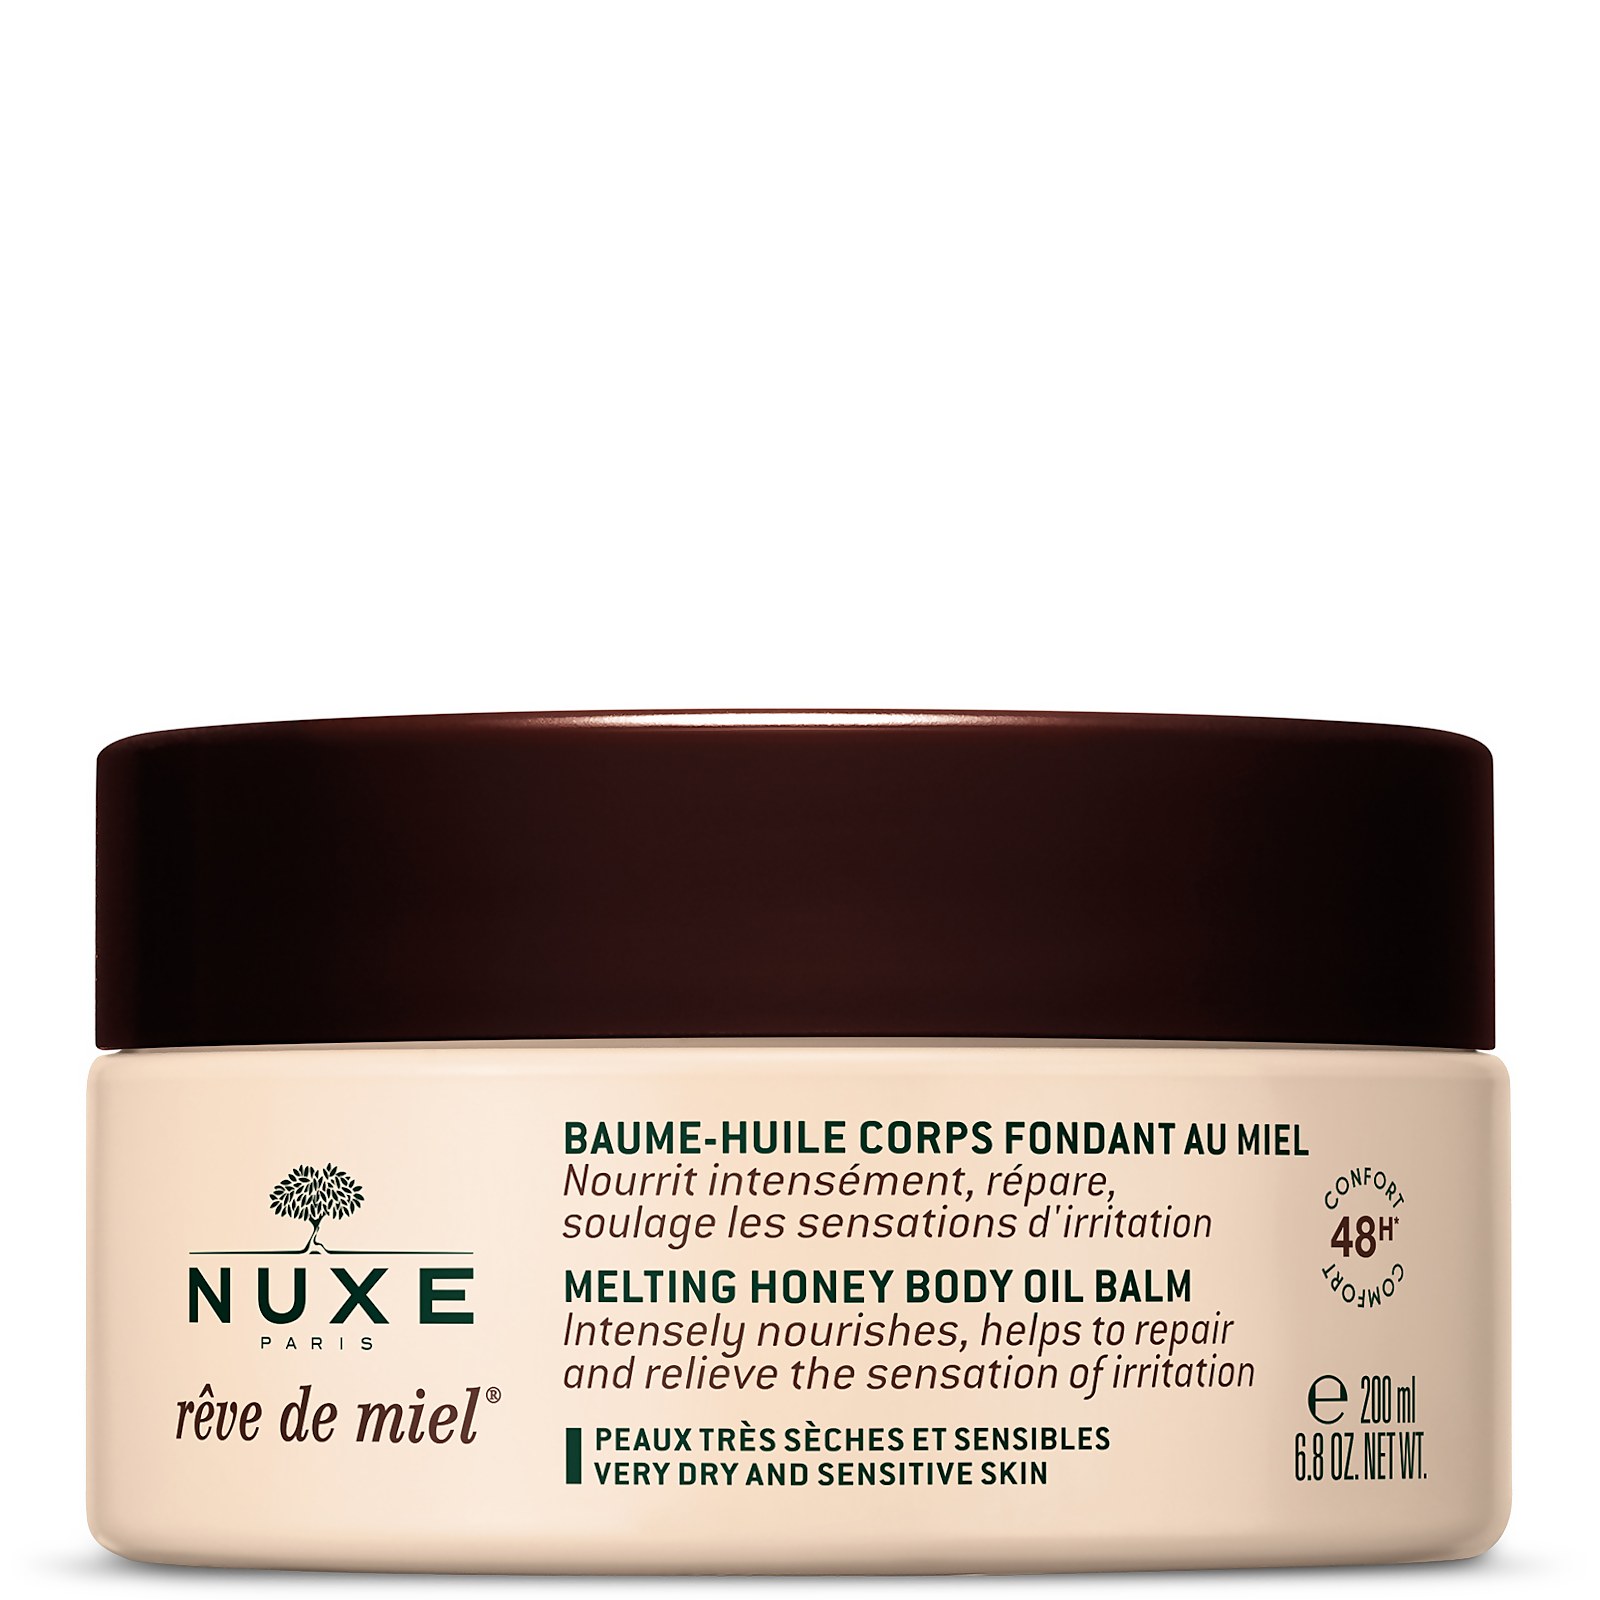 NUXE
PARIS
rêve de miel®
BAUME-HUILE CORPS FONDANT AU MIEL
Nourrit intensément, répare,
soulage les sensations d'irritation
MELTING HONEY BODY OIL BALM
Intensely nourishes, helps to repair
and relieve the sensation of irritation
PEAUX TRÈS SÈCHES ET SENSIBLES
VERY DRY AND SENSITIVE SKIN
CONFORT
48H*
COMFORT
℮ 200 ml
6.8 OZ. NET WT.